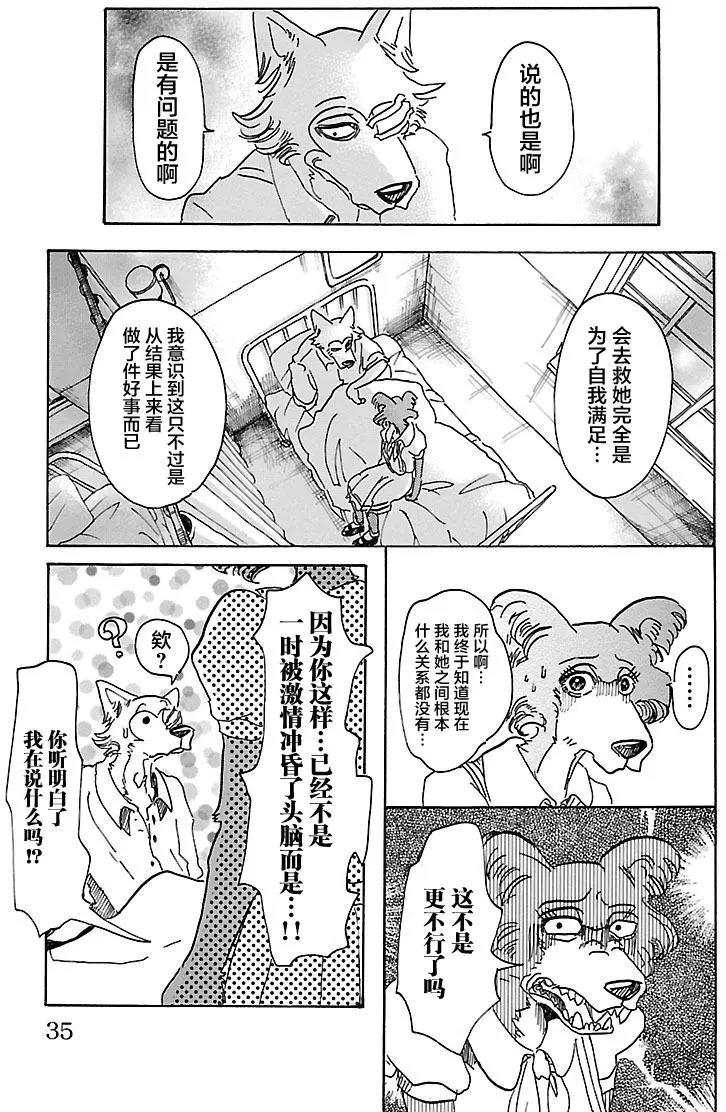 说的也是啊
是有问题的啊
会去救她完全是
为了自我满足…
我意识到这只不过是
从结果上来看
做了件好事而已
……
所以啊…
我终于知道现在
我和她之间根本
什么关系都没有…
这不是
更不行了吗
因为你这样…已经不是
一时被激情冲昏了头脑而是…!!
欸?
?
你听明白了
我在说什么吗!?
35